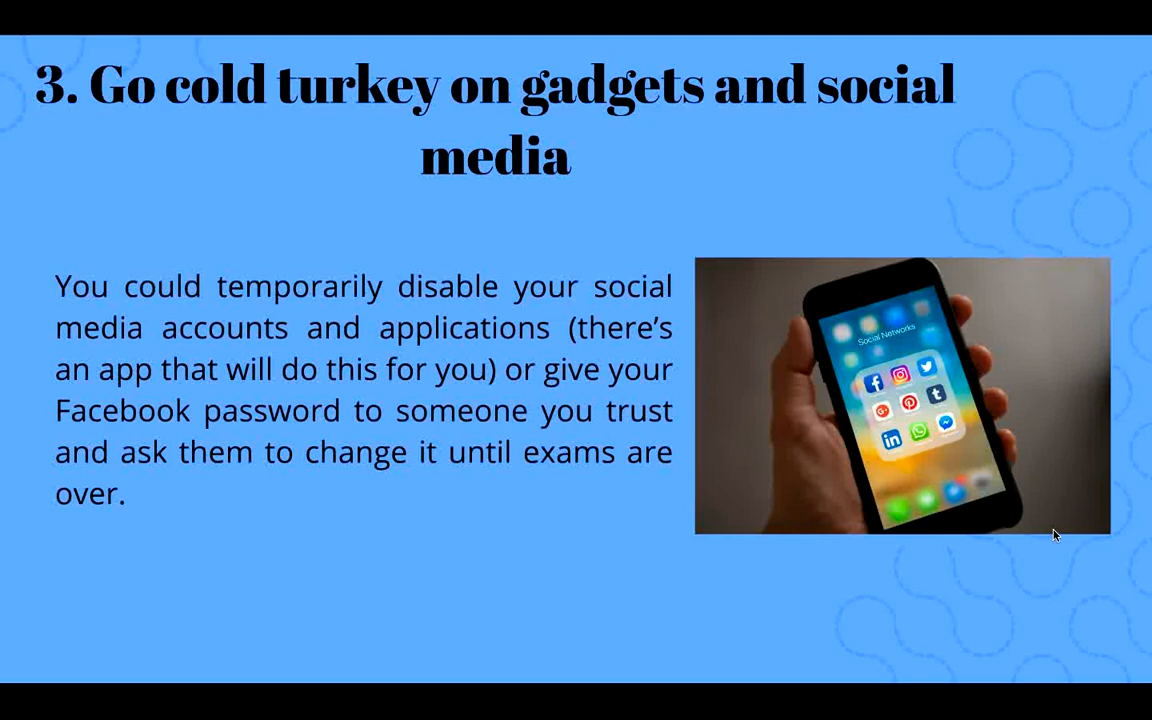 3. Go cold turkey on gadgets and social
media
You could temporarily disable your social
media accounts and applications (there’s
an app that will do this for you) or give your
Facebook password to someone you trust
and ask them to change it until exams are
over.
Social Networks